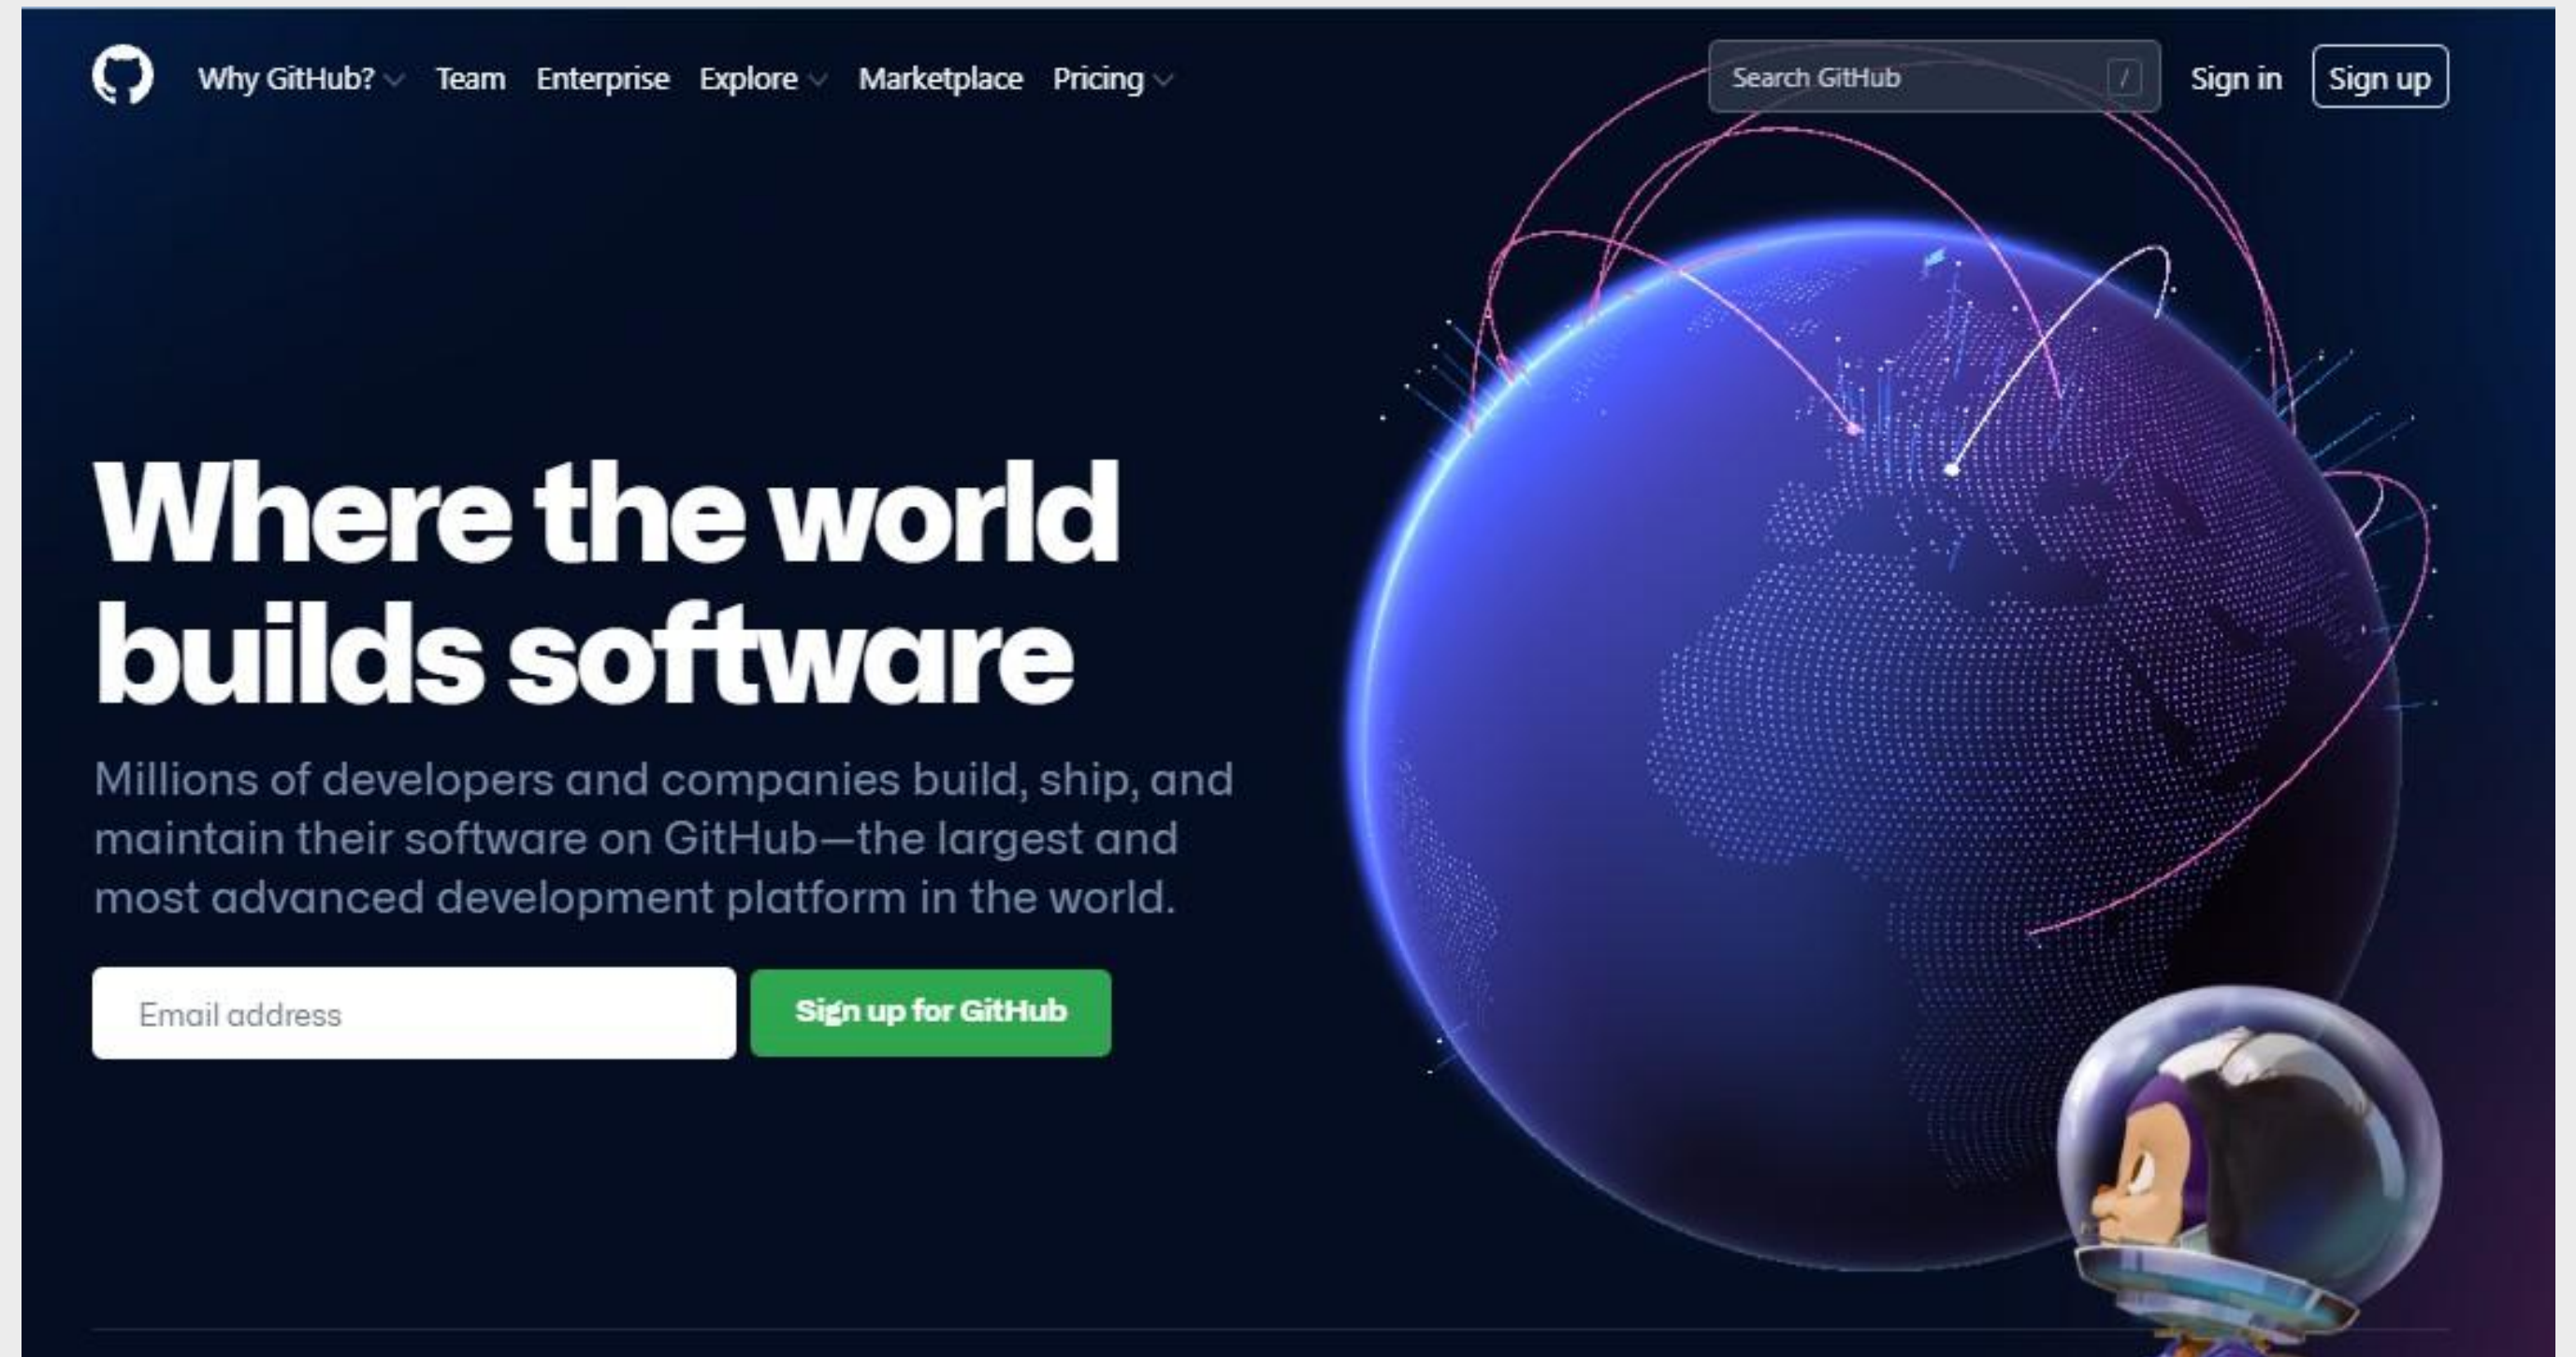 Why GitHub? Team Enterprise Explore Marketplace Pricing Search GitHub / Sign in Sign up
Where the world
builds software
Millions of developers and companies build, ship, and
maintain their software on GitHub—the largest and
most advanced development platform in the world.
Email address Sign up for GitHub